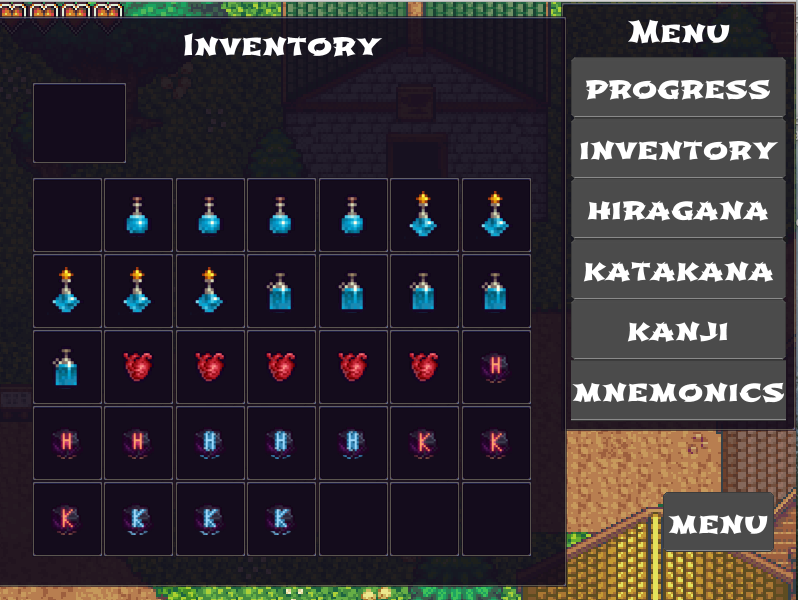 Inventory
Menu
PROGRESS
INVENTORY
HIRAGANA
KATAKANA
KANJI
MNEMONICS
H
H H H H H K K
K K K K
MENU